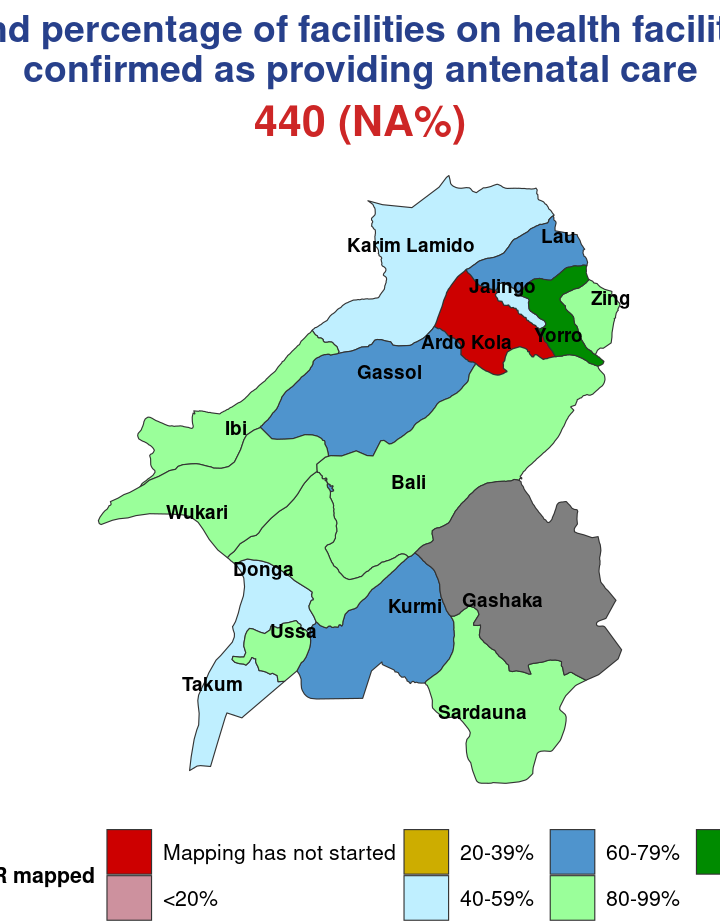 nd percentage of facilities on health facilit
confirmed as providing antenatal care
440 (NA%)
Karim Lamido
Lau
Jalingo
Zing
Yorro
Ardo Kola
Gassol
Ibi
Bali
Wukari
Donga
Kurmi
Gashaka
Ussa
Takum
Sardauna
R mapped
Mapping has not started
20-39%
60-79%
<20%
40-59%
80-99%